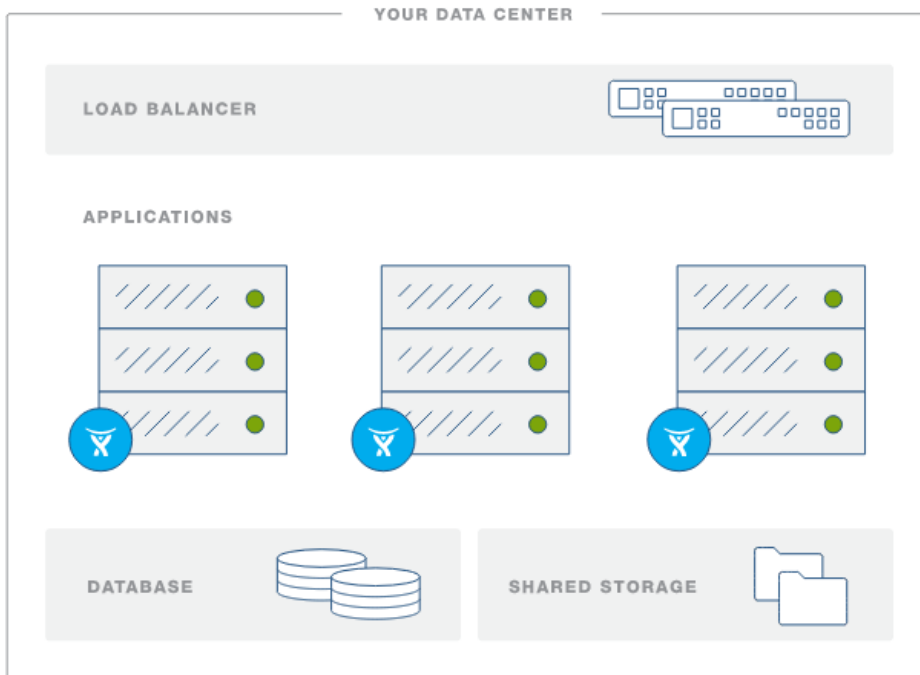 YOUR DATA CENTER
LOAD BALANCER
APPLICATIONS
DATABASE
SHARED STORAGE